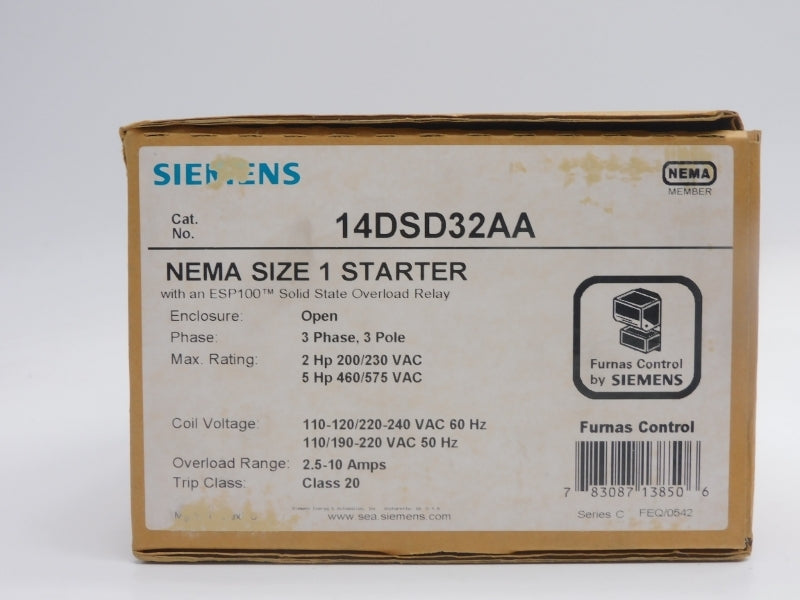 SIEMENS
NEMA
MEMBER
Cat.
No.
14DSD32AA
NEMA SIZE 1 STARTER
with an ESP100™ Solid State Overload Relay
Enclosure: Open
Phase: 3 Phase, 3 Pole
Max. Rating: 2 Hp 200/230 VAC
5 Hp 460/575 VAC
Furnas Control
by SIEMENS
Coil Voltage: 110-120/220-240 VAC 60 Hz
110/190-220 VAC 50 Hz
Overload Range: 2.5-10 Amps
Trip Class: Class 20
Furnas Control
7 83087 13850 6
Siemens Energy & Automation, Inc.
www.sea.siemens.com
Series C FEQ/0542